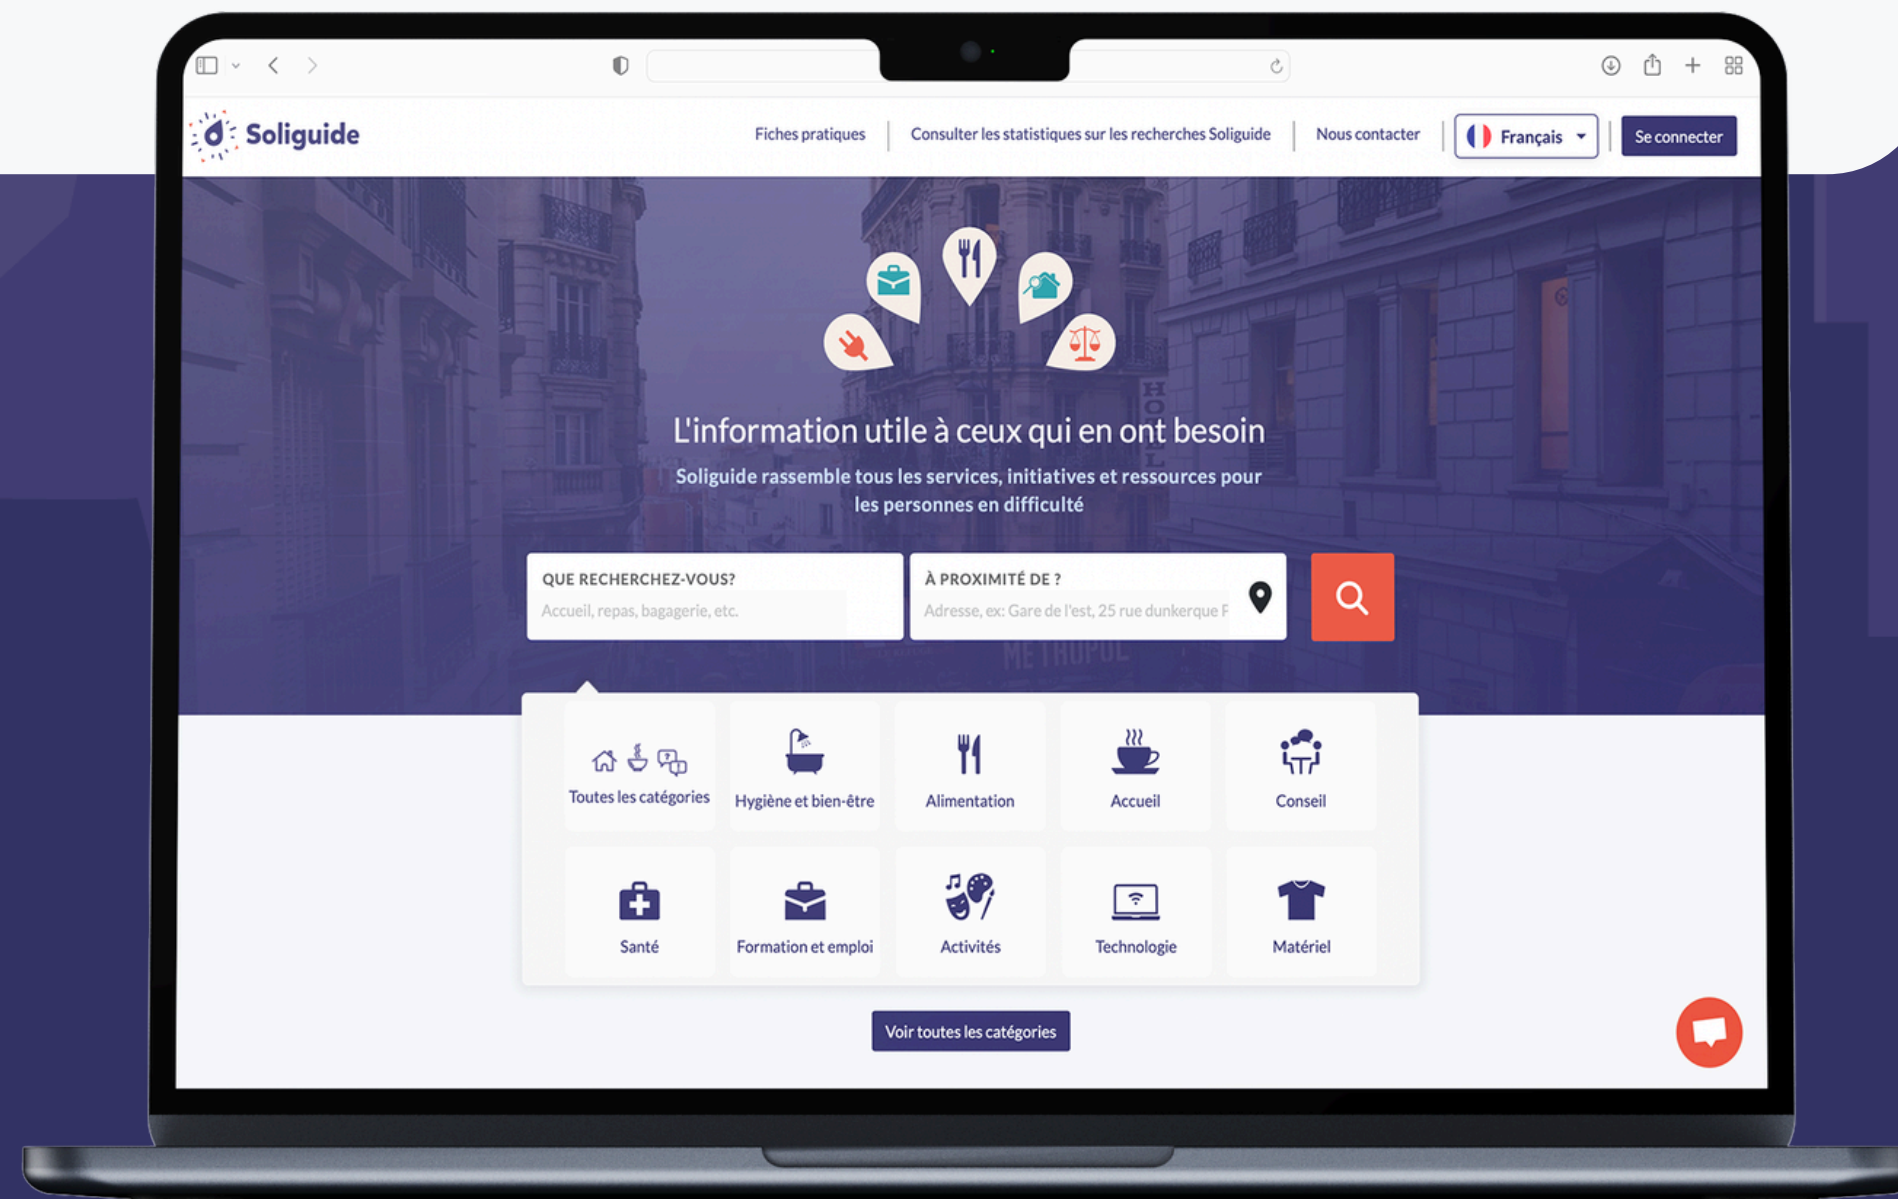 Soliguide
Fiches pratiques
Consulter les statistiques sur les recherches Soliguide
Nous contacter
Français
Se connecter
HOTEL
L'information utile à ceux qui en ont besoin
Soliguide rassemble tous les services, initiatives et ressources pour
les personnes en difficulté
QUE RECHERCHEZ-VOUS?
Accueil, repas, bagagerie, etc.
À PROXIMITÉ DE ?
Adresse, ex: Gare de l'est, 25 rue dunkerque
METROPOL
Toutes les catégories
Hygiène et bien-être
Alimentation
Accueil
Conseil
Santé
Formation et emploi
Activités
Technologie
Matériel
Voir toutes les catégories